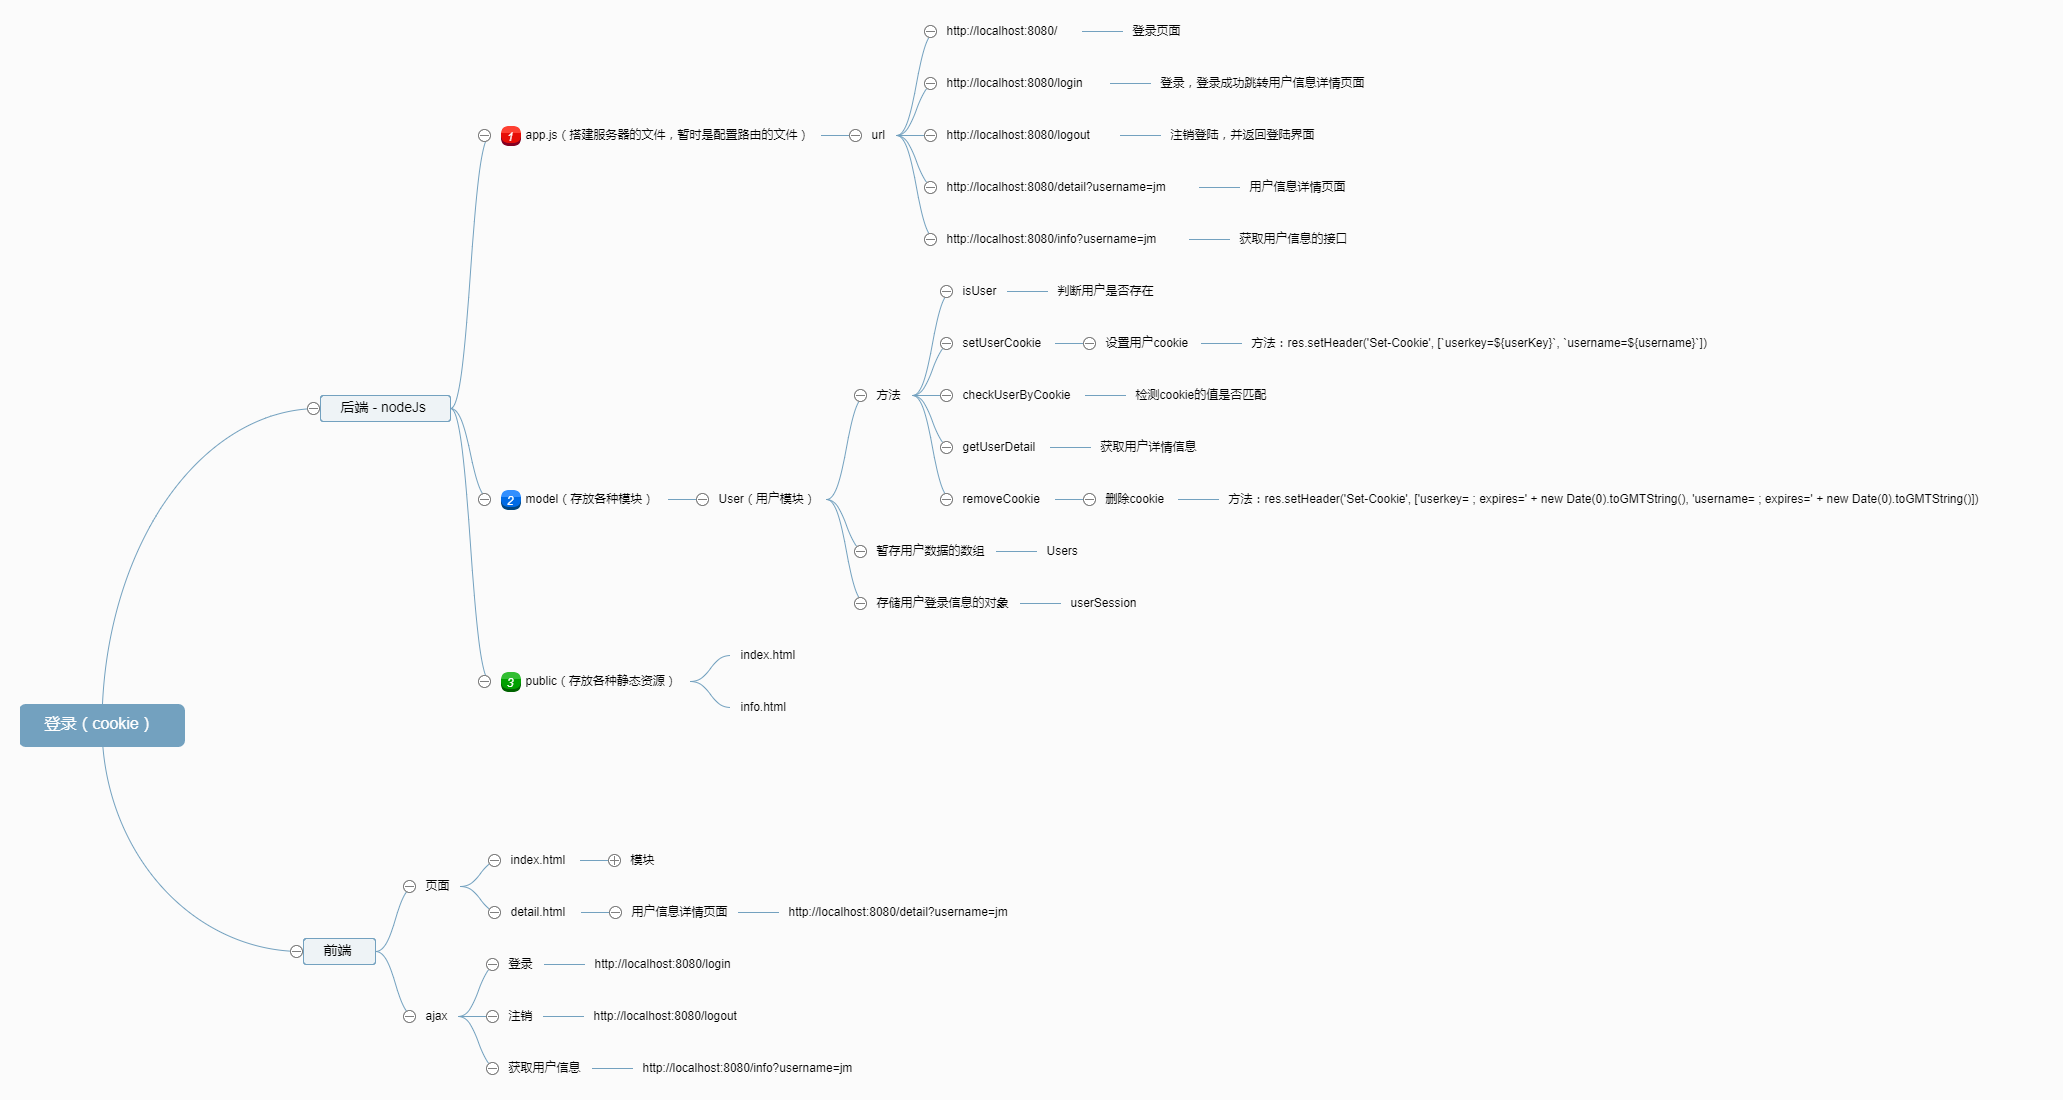 登录（cookie）
后端 - nodeJs
1 app.js（搭建服务器的文件，暂时是配置路由的文件）
url
http://localhost:8080/
登录页面
http://localhost:8080/login
登录，登录成功跳转用户信息详情页面
http://localhost:8080/logout
注销登陆，并返回登陆界面
http://localhost:8080/detail?username=jm
用户信息详情页面
http://localhost:8080/info?username=jm
获取用户信息的接口
2 model（存放各种模块）
User（用户模块）
方法
isUser
判断用户是否存在
setUserCookie
设置用户cookie
方法：res.setHeader('Set-Cookie', [`userkey=${userKey}`, `username=${username}`])
checkUserByCookie
检测cookie的值是否匹配
getUserDetail
获取用户详情信息
removeCookie
删除cookie
方法：res.setHeader('Set-Cookie', ['userkey= ; expires=' + new Date(0).toGMTString(), 'username= ; expires=' + new Date(0).toGMTString()])
暂存用户数据的数组
Users
存储用户登录信息的对象
userSession
3 public（存放各种静态资源）
index.html
info.html
前端
页面
index.html
模块
detail.html
用户信息详情页面
http://localhost:8080/detail?username=jm
ajax
登录
http://localhost:8080/login
注销
http://localhost:8080/logout
获取用户信息
http://localhost:8080/info?username=jm